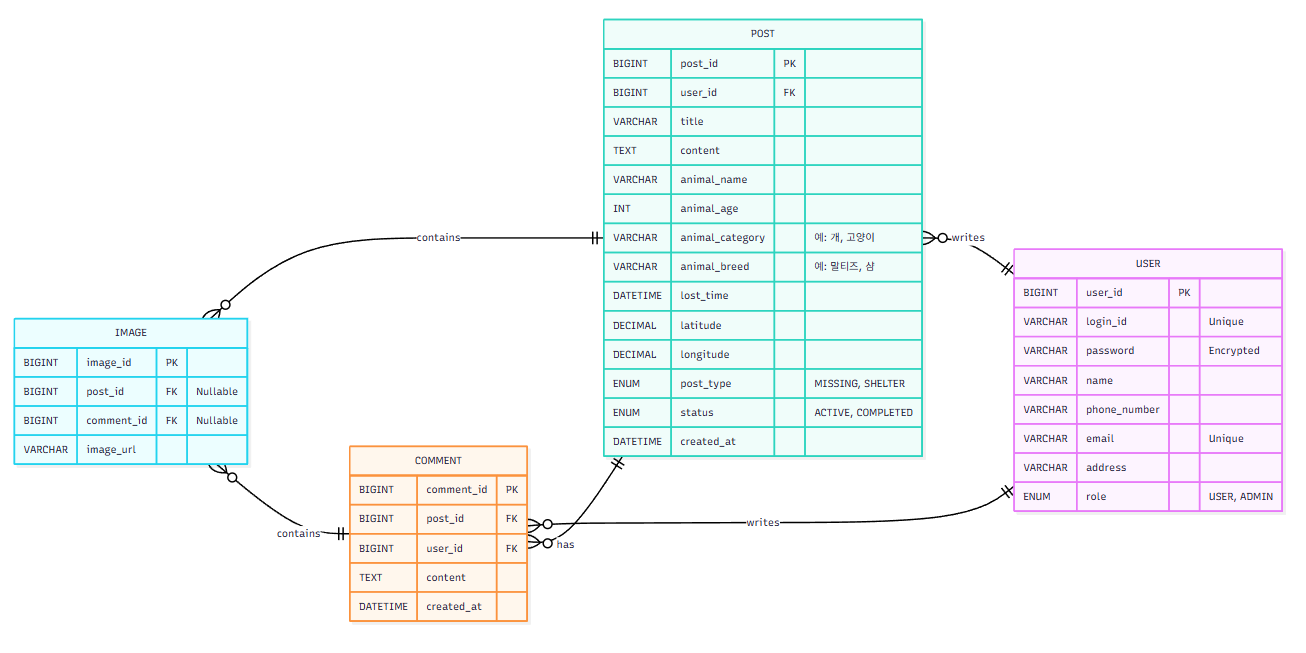 POST
BIGINT post_id PK
BIGINT user_id FK
VARCHAR title
TEXT content
VARCHAR animal_name
INT animal_age
VARCHAR animal_category 예: 개, 고양이
VARCHAR animal_breed 예: 말티즈, 샴
DATETIME lost_time
DECIMAL latitude
DECIMAL longitude
ENUM post_type MISSING, SHELTER
ENUM status ACTIVE, COMPLETED
DATETIME created_at
contains
writes
USER
BIGINT user_id PK
VARCHAR login_id Unique
VARCHAR password Encrypted
VARCHAR name
VARCHAR phone_number
VARCHAR email Unique
VARCHAR address
ENUM role USER, ADMIN
IMAGE
BIGINT image_id PK
BIGINT post_id FK Nullable
BIGINT comment_id FK Nullable
VARCHAR image_url
COMMENT
BIGINT comment_id PK
BIGINT post_id FK
BIGINT user_id FK
TEXT content
DATETIME created_at
contains
writes
has